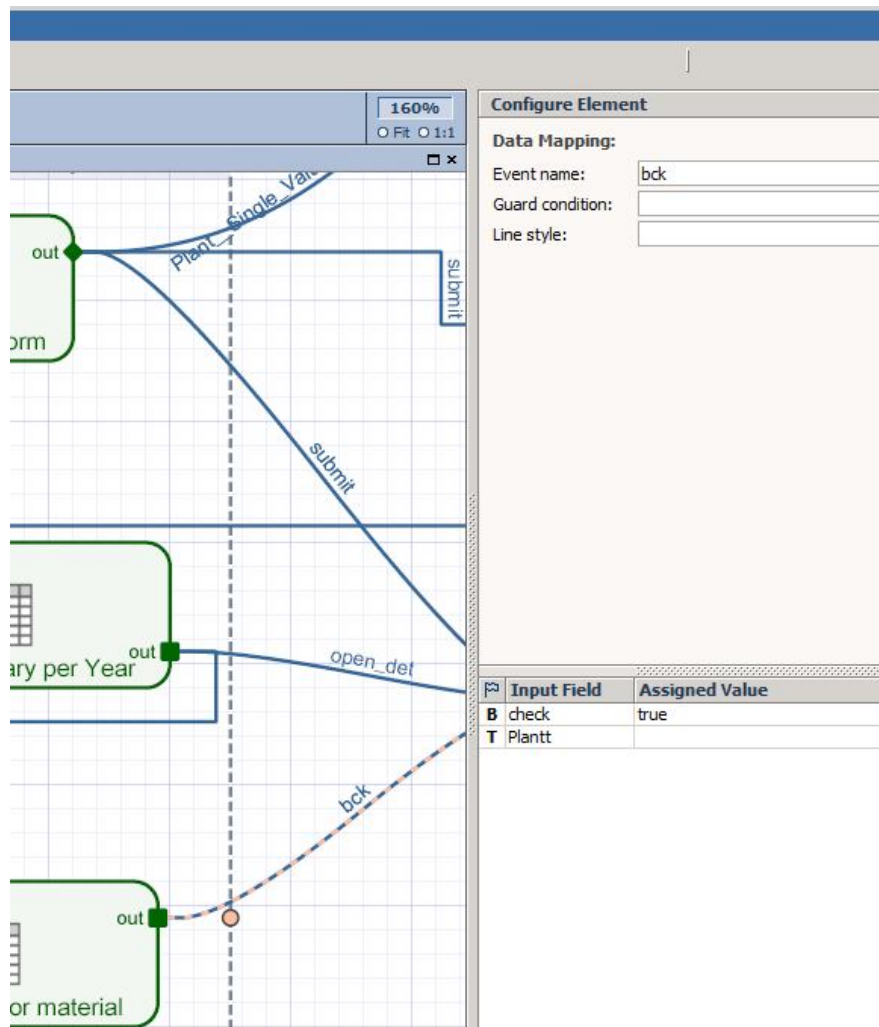 160%
Fit 1:1
Configure Element
Data Mapping:
Event name: bck
Guard condition:
Line style:
Plant_Single_Valu
out
submit
orm
submit
out
ary per Year
open_det
Input Field Assigned Value
B check true
T Plantt
bck
out
or material